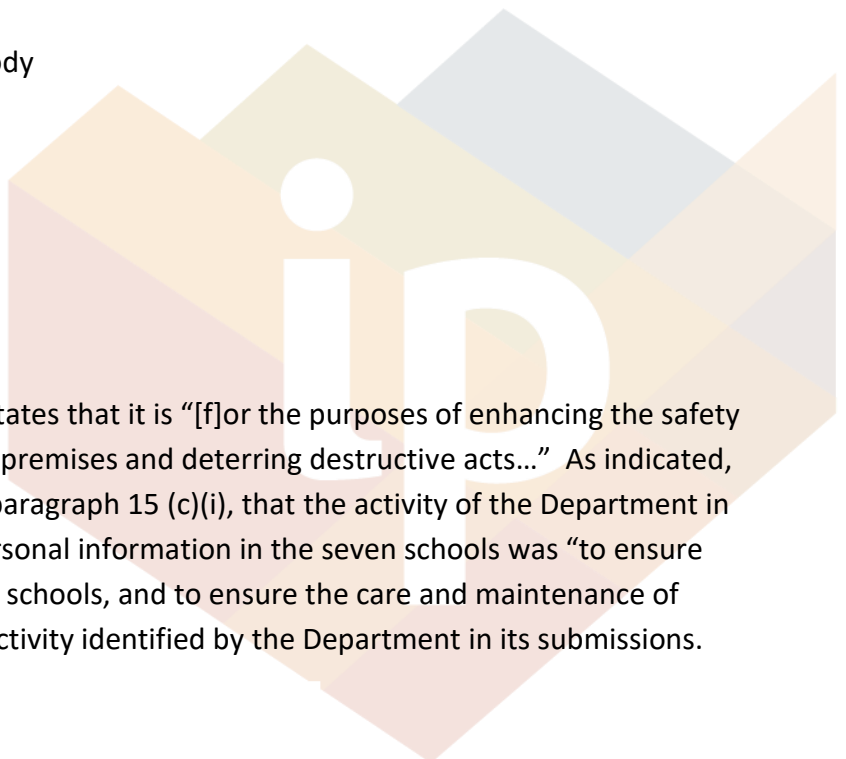 ody
ip
tates that it is “[f]or the purposes of enhancing the safety
premises and deterring destructive acts…” As indicated,
paragraph 15 (c)(i), that the activity of the Department in
rsonal information in the seven schools was “to ensure
schools, and to ensure the care and maintenance of
ctivity identified by the Department in its submissions.